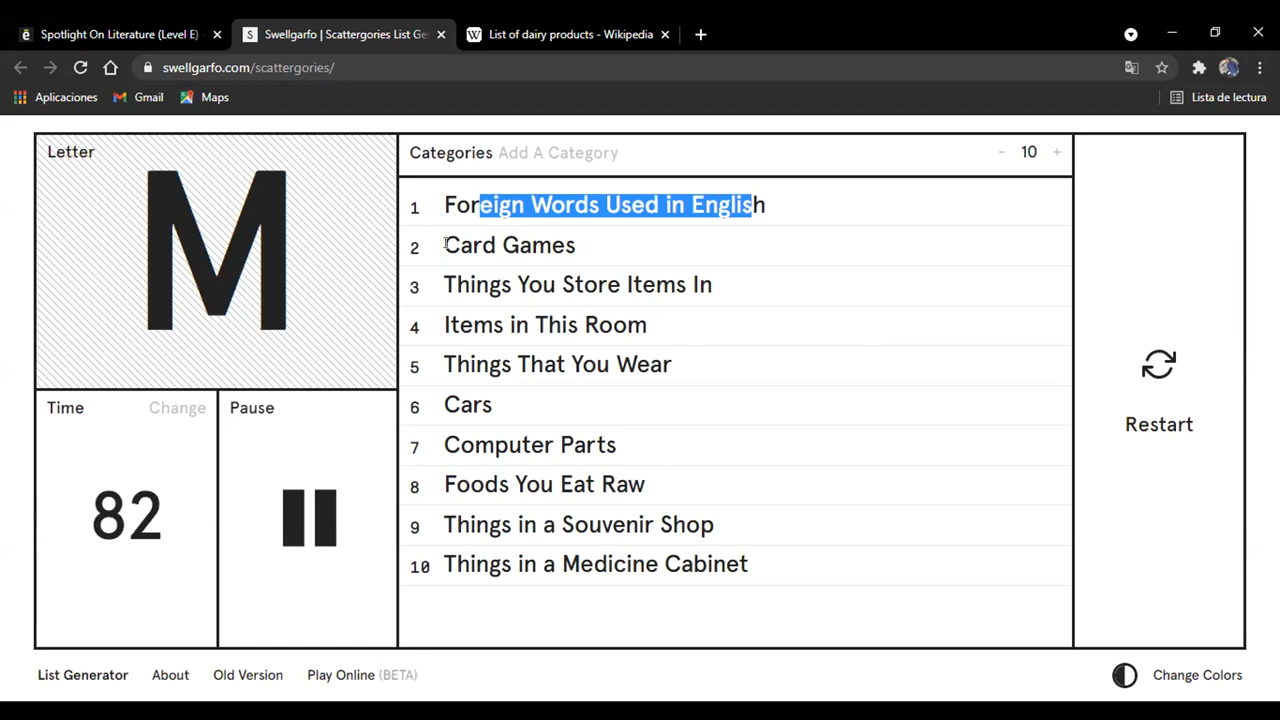 Spotlight On Literature (Level E)
Swellgarfo | Scattergories List Ge
W List of dairy products - Wikipedia
swellgarfo.com/scattergories/
Aplicaciones Gmail Maps Lista de lectura
Letter
M
Categories Add A Category - 10 +
1 Foreign Words Used in English
2 Card Games
3 Things You Store Items In
4 Items in This Room
5 Things That You Wear
6 Cars
7 Computer Parts
8 Foods You Eat Raw
9 Things in a Souvenir Shop
10 Things in a Medicine Cabinet
Time Change
82
Pause
Restart
List Generator About Old Version Play Online (BETA) Change Colors